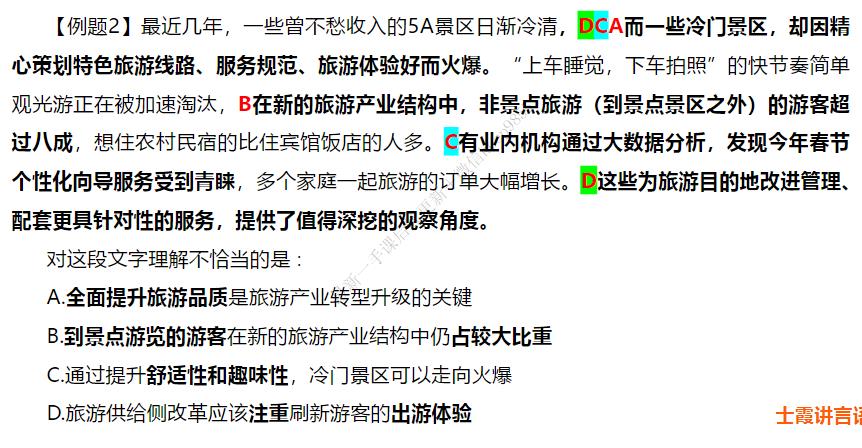 【例题2】最近几年，一些曾不愁收入的5A景区日渐冷清，DCA而一些冷门景区，却因精
心策划特色旅游线路、服务规范、旅游体验好而火爆。“上车睡觉，下车拍照”的快节奏简单
观光游正在被加速淘汰，B在新的旅游产业结构中，非景点旅游（到景点景区之外）的游客超
过八成，想住农村民宿的比住宾馆饭店的人多。C有业内机构通过大数据分析，发现今年春节
个性化向导服务受到青睐，多个家庭一起旅游的订单大幅增长。D这些为旅游目的地改进管理、
配套更具针对性的服务，提供了值得深挖的观察角度。
对这段文字理解不恰当的是：
A.全面提升旅游品质是旅游产业转型升级的关键
B.到景点游览的游客在新的旅游产业结构中仍占较大比重
C.通过提升舒适性和趣味性，冷门景区可以走向火爆
D.旅游供给侧改革应该注重刷新游客的出游体验
士霞讲言语